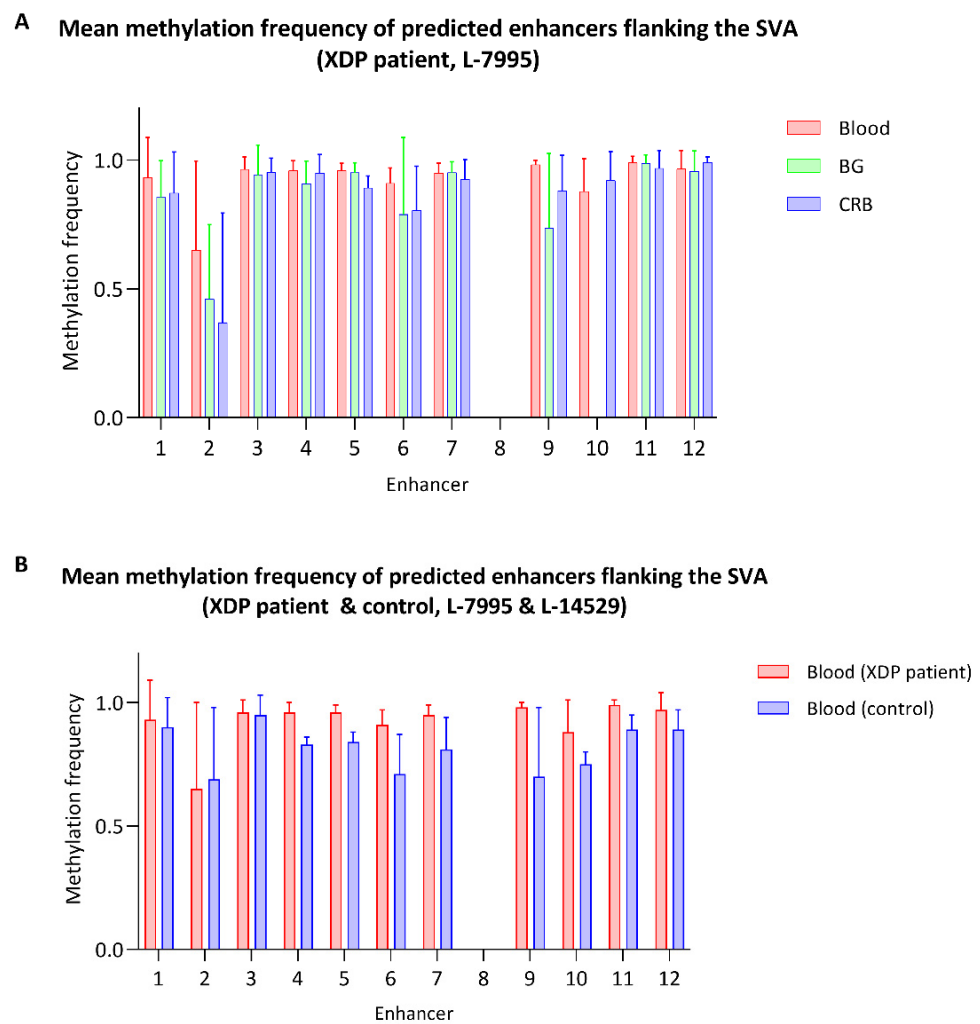 A
Mean methylation frequency of predicted enhancers flanking the SVA
(XDP patient, L-7995)
Methylation frequency
1.0
0.5
0.0
1 2 3 4 5 6 7 8 9 10 11 12
Enhancer
Blood
BG
CRB
B
Mean methylation frequency of predicted enhancers flanking the SVA
(XDP patient & control, L-7995 & L-14529)
Methylation frequency
1.0
0.5
0.0
1 2 3 4 5 6 7 8 9 10 11 12
Enhancer
Blood (XDP patient)
Blood (control)